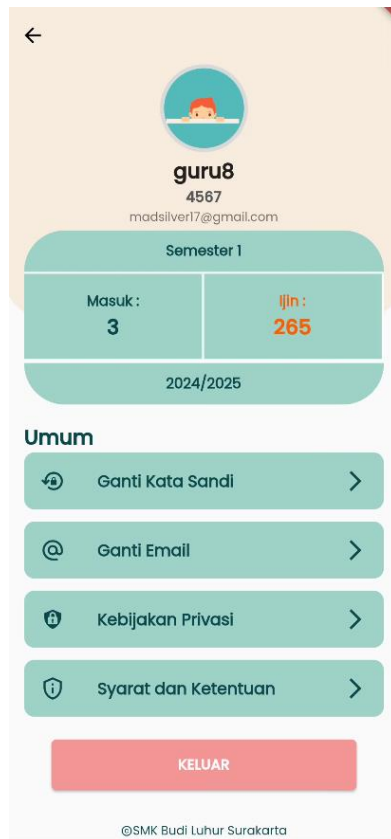 guru8
4567
madsilver17@gmail.com
Semester 1
Masuk :
3
Ijin :
265
2024/2025
Umum
Ganti Kata Sandi
Ganti Email
Kebijakan Privasi
Syarat dan Ketentuan
KELUAR
©SMK Budi Luhur Surakarta